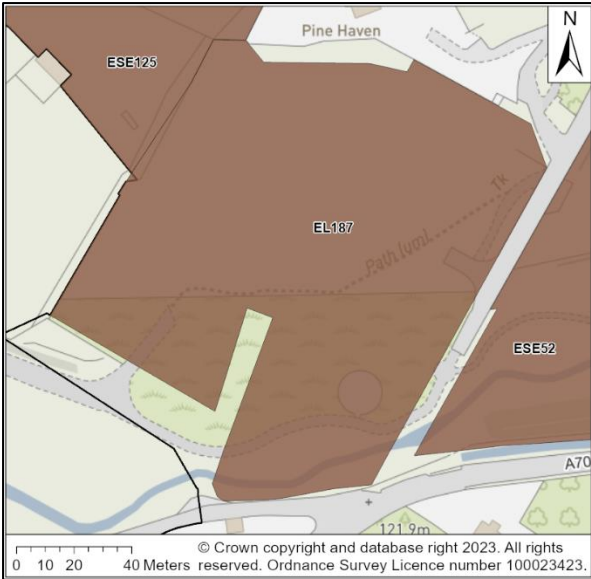 Pine Haven
N
ESE125
Tk
EL187
Path (um)
ESE52
A70
121.9m
0 10 20 40 Meters
© Crown copyright and database right 2023. All rights
reserved. Ordnance Survey Licence number 100023423.